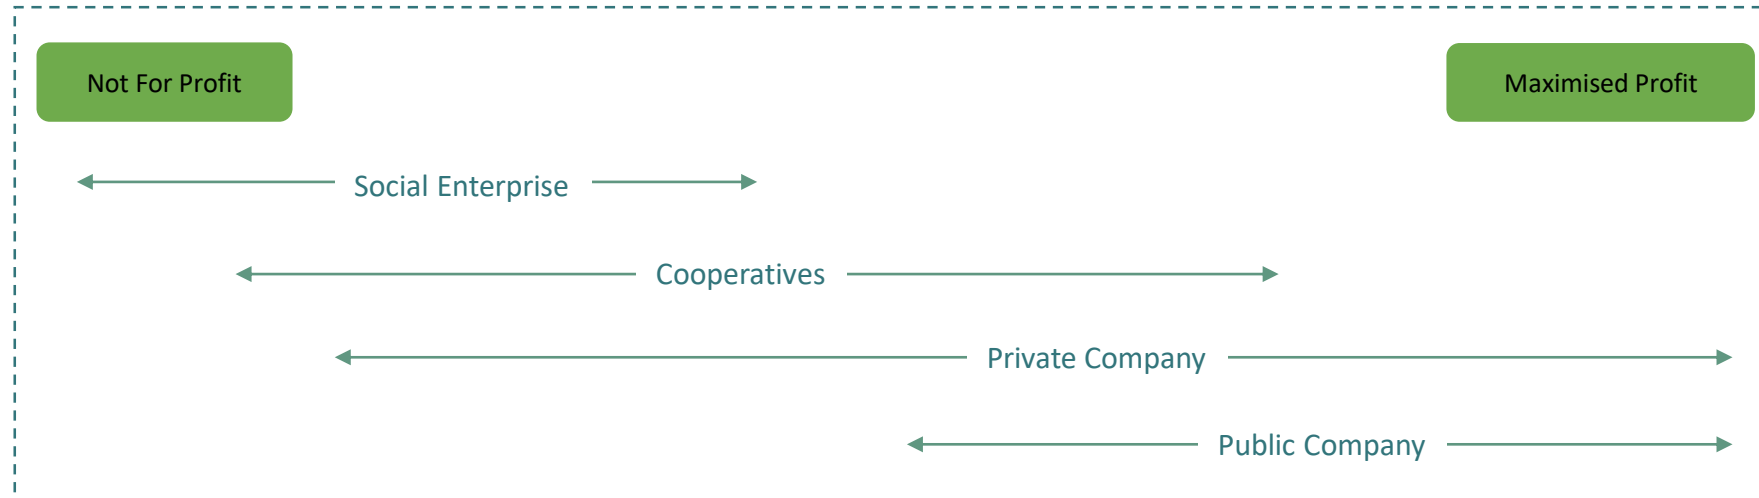 Not For Profit
Maximised Profit
Social Enterprise
Cooperatives
Private Company
Public Company